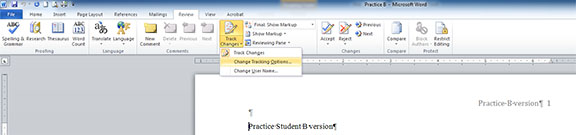 Practice B - Microsoft Word
File Home Insert Page Layout References Mailings Review View Acrobat
Spelling & Grammar Research Thesaurus Word Count
Translate Language
New Comment Delete Previous Next
Track Changes
Final: Show Markup
Show Markup
Reviewing Pane
Accept Reject
Previous
Next
Compare
Block Authors Restrict Editing
Proofing Language Comments Changes Compare Protect
Track Changes
Change Tracking Options...
Change User Name...
Practice·B·version¶ 1
¶
Practice·Student·B·version¶